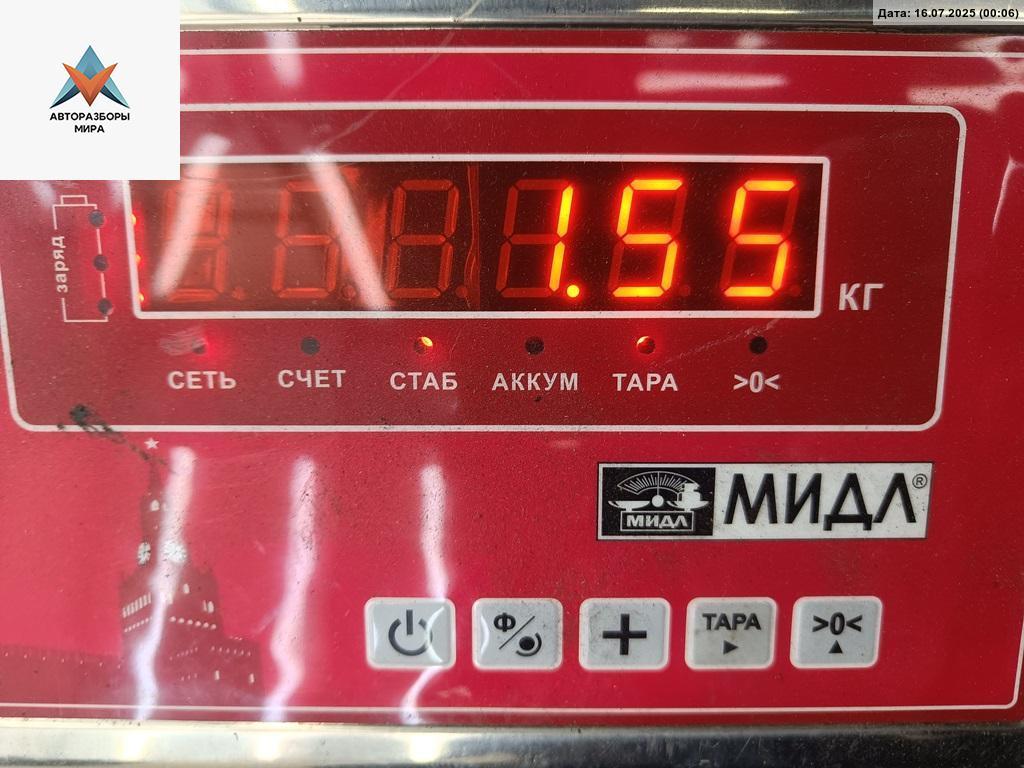 Дата: 16.07.2025 (00:06)
АВТОРАЗБОРЫ
МИРА
заряд
1.55
КГ
СЕТЬ СЧЕТ СТАБ АККУМ ТАРА >0<
МИДЛ МИДЛ®
Ф ТАРА >0<